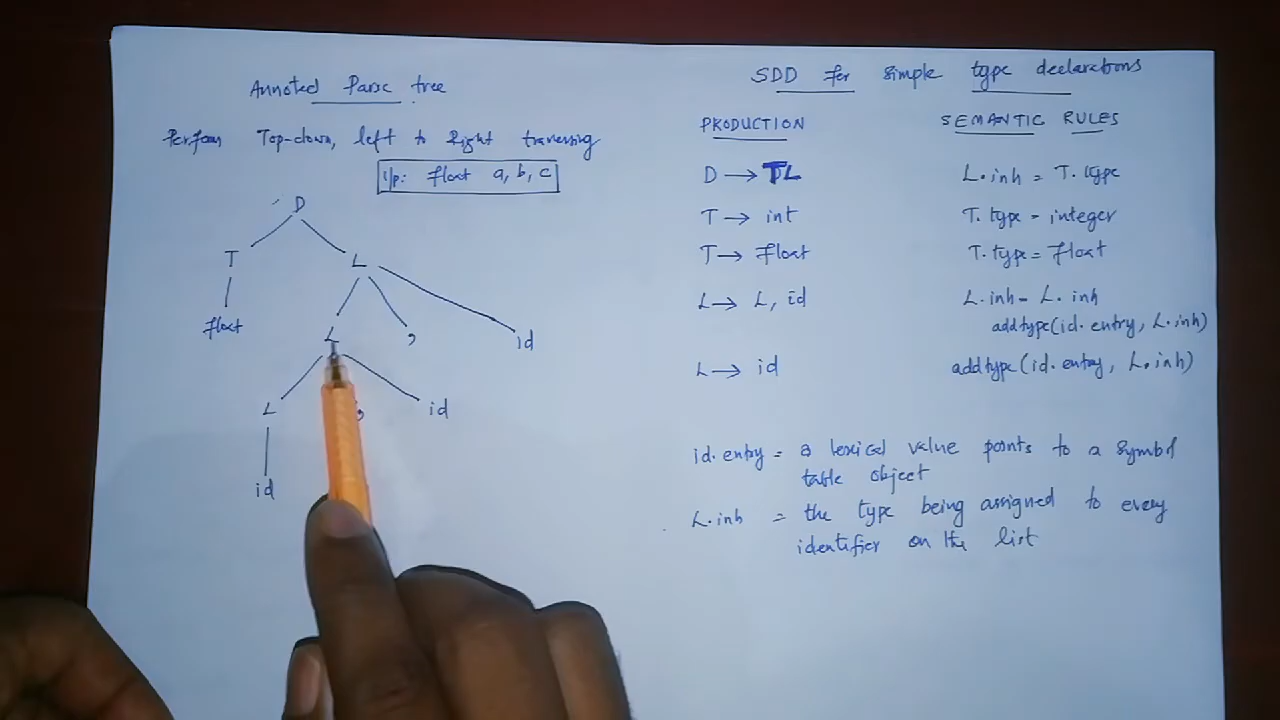 Annoted Parse tree
Perfom Top-down, left to Right traversing
i/p: float a, b, c
D
T L
float L , id
L , id
id
SDD for simple type declarations
PRODUCTION SEMANTIC RULES
D → TL L.inh = T.type
T → int T.type = integer
T → float T.type = float
L → L, id L.inh = L.inh
addtype(id.entry, L.inh)
L → id addtype(id.entry, L.inh)
id.entry = a lexical value points to a symbol
table object
L.inh = the type being assigned to every
identifier on the list